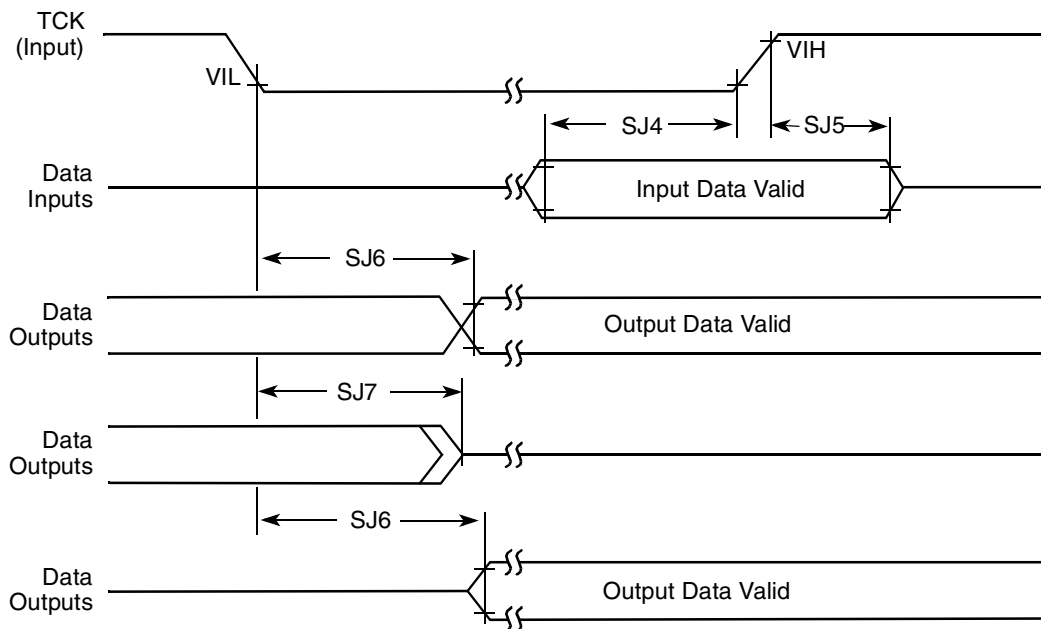 TCK
(Input)
VIL
VIH
SJ4
SJ5
Data
Inputs
Input Data Valid
SJ6
Data
Outputs
Output Data Valid
SJ7
Data
Outputs
SJ6
Data
Outputs
Output Data Valid